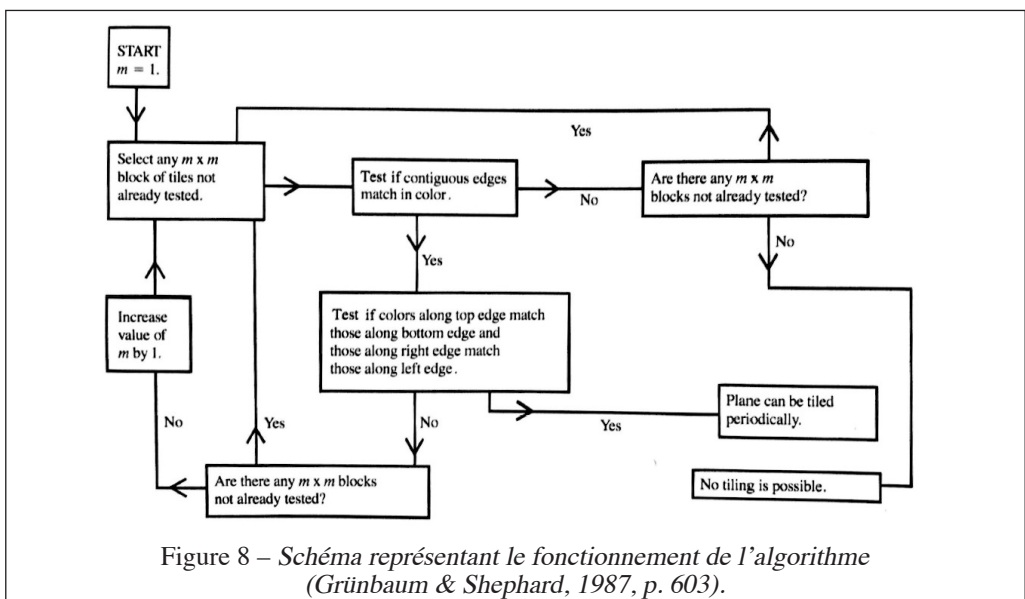 START
m = 1.
Yes
Select any m x m
block of tiles not
already tested.
Test if contiguous edges
match in color.
No
Are there any m x m
blocks not already tested?
No
Yes
Increase
value of
m by 1.
Test if colors along top edge match
those along bottom edge and
those along right edge match
those along left edge.
Plane can be tiled
periodically.
No
Yes
No
Yes
Are there any m x m blocks
not already tested?
No tiling is possible.
Figure 8 – Schéma représentant le fonctionnement de l'algorithme
(Grünbaum & Shephard, 1987, p. 603).